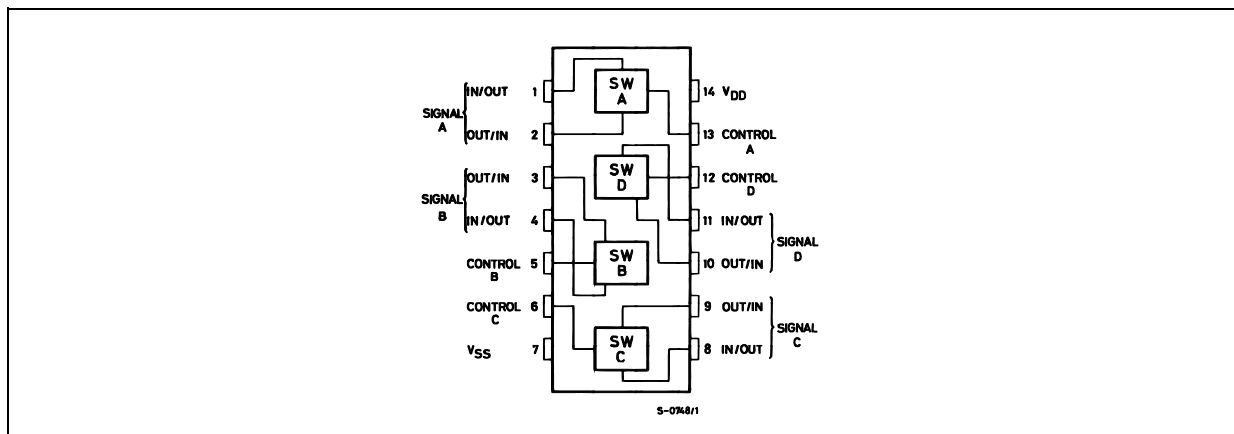 SIGNAL A
IN/OUT 1
OUT/IN 2
SIGNAL B
OUT/IN 3
IN/OUT 4
CONTROL B 5
CONTROL C 6
VSS 7
SW A
SW D
SW B
SW C
14 VDD
13 CONTROL A
12 CONTROL D
11 IN/OUT
10 OUT/IN
SIGNAL D
9 OUT/IN
8 IN/OUT
SIGNAL C
S-0748/1